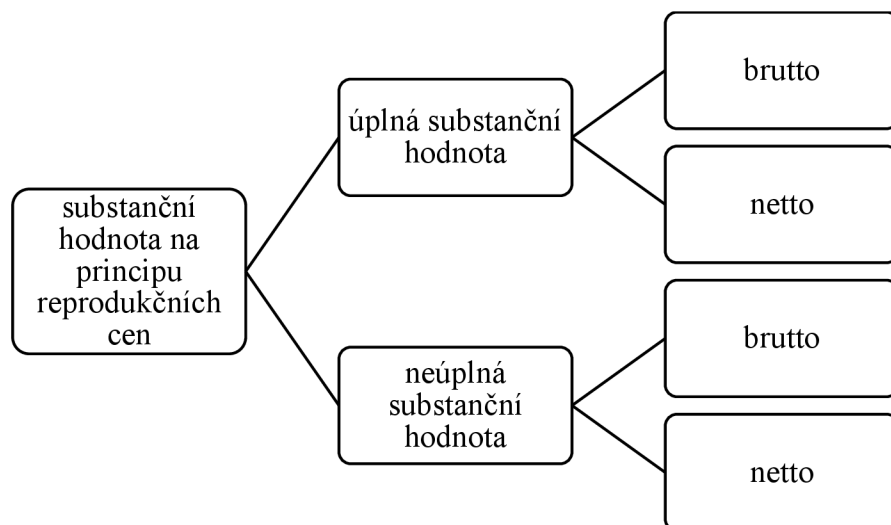 substanční
hodnota na
principu
reprodukčních
cen
úplná substanční
hodnota
brutto
netto
neúplná
substanční
hodnota
brutto
netto